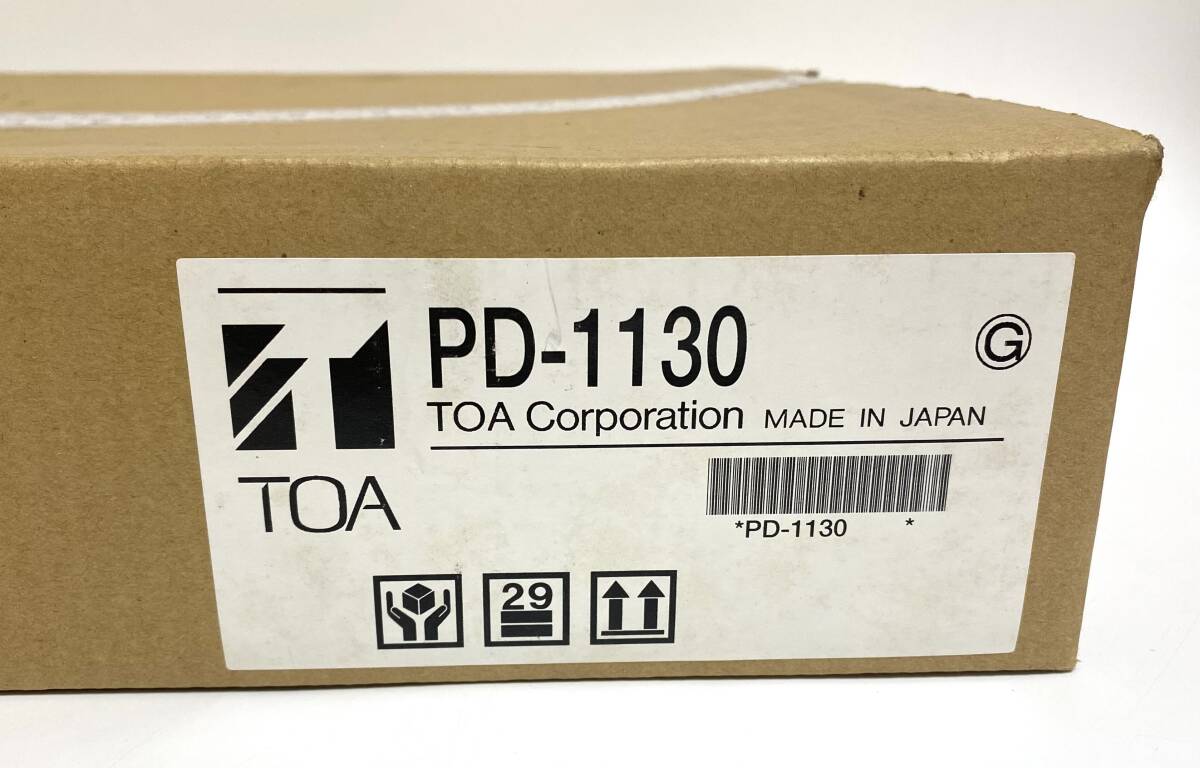 PD-1130
G
TOA Corporation MADE IN JAPAN
TOA
*PD-1130 *
29